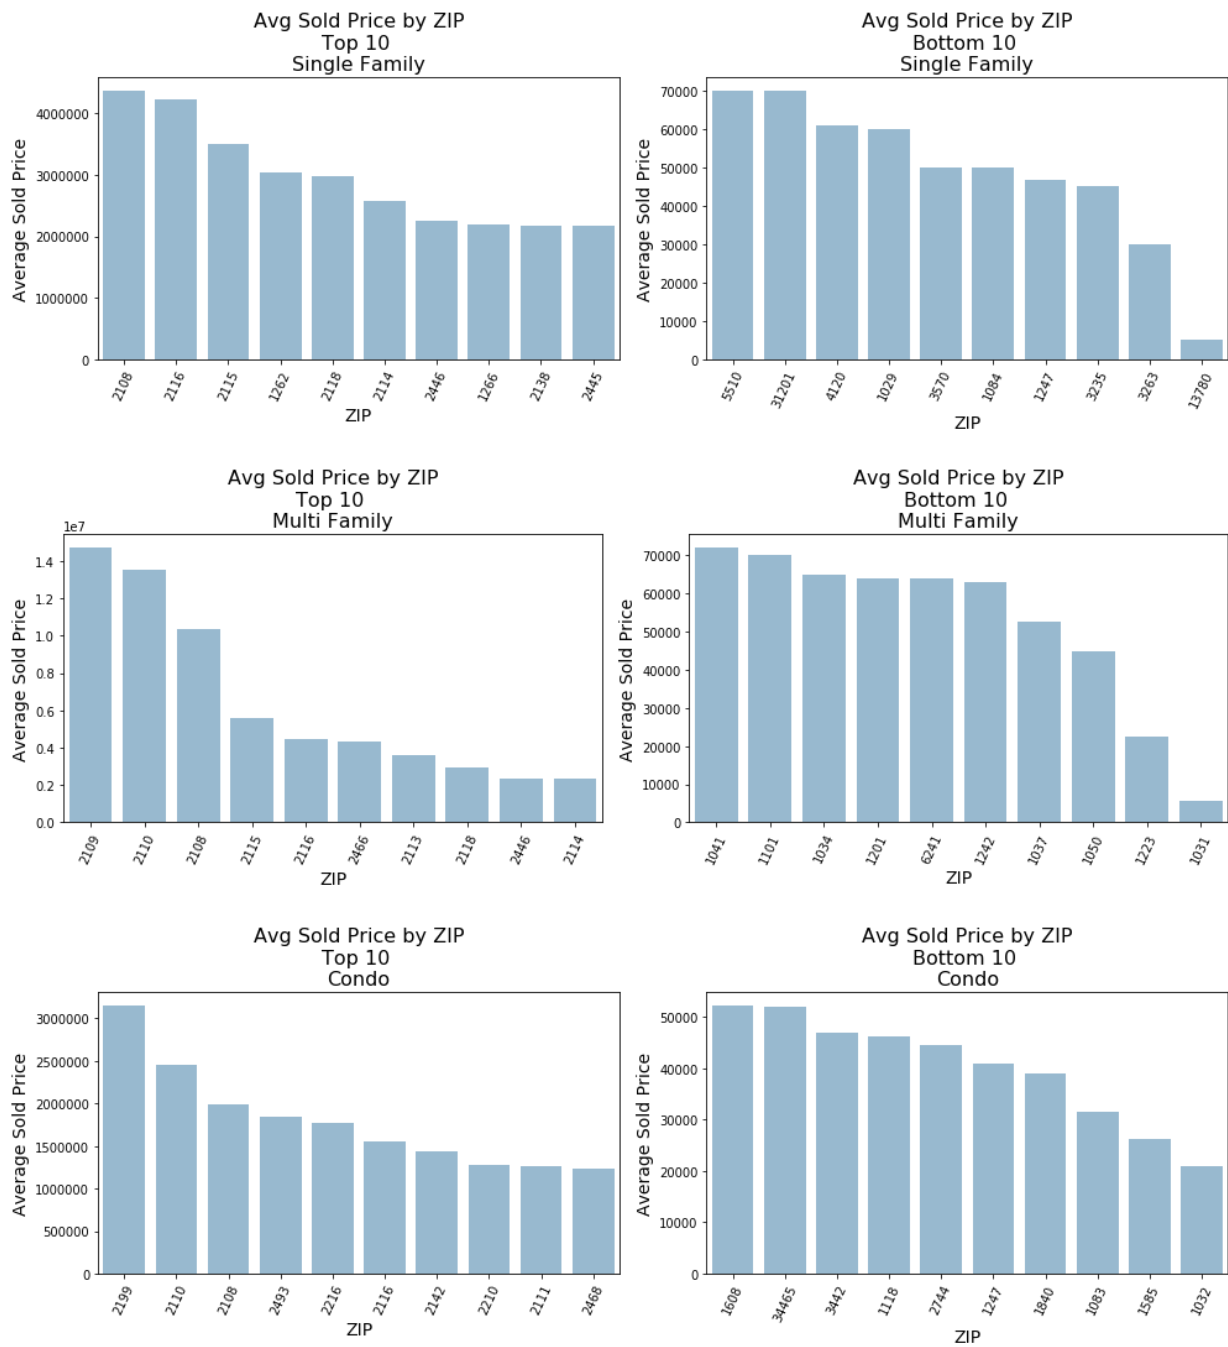 Avg Sold Price by ZIP
Top 10
Single Family
Average Sold Price
4000000
3000000
2000000
1000000
0
2108 2116 2115 1262 2118 2114 2446 1266 2138 2445
ZIP
Avg Sold Price by ZIP
Bottom 10
Single Family
Average Sold Price
70000
60000
50000
40000
30000
20000
10000
0
5510 31201 4120 1029 3570 1084 1247 3235 3263 13780
ZIP
Avg Sold Price by ZIP
Top 10
Multi Family
1e7
Average Sold Price
1.4
1.2
1.0
0.8
0.6
0.4
0.2
0.0
2109 2110 2108 2115 2116 2466 2113 2118 2446 2114
ZIP
Avg Sold Price by ZIP
Bottom 10
Multi Family
Average Sold Price
70000
60000
50000
40000
30000
20000
10000
0
1041 1101 1034 1201 6241 1242 1037 1050 1223 1031
ZIP
Avg Sold Price by ZIP
Top 10
Condo
Average Sold Price
3000000
2500000
2000000
1500000
1000000
500000
0
2199 2110 2108 2493 2216 2116 2142 2210 2111 2468
ZIP
Avg Sold Price by ZIP
Bottom 10
Condo
Average Sold Price
50000
40000
30000
20000
10000
0
1608 34465 3442 1118 2744 1247 1840 1083 1585 1032
ZIP